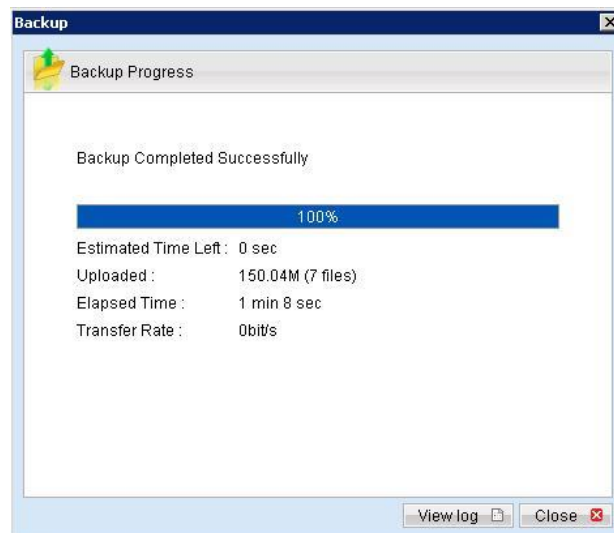 Backup
Backup Progress
Backup Completed Successfully
100%
Estimated Time Left : 0 sec
Uploaded : 150.04M (7 files)
Elapsed Time : 1 min 8 sec
Transfer Rate : 0bit/s
View log Close